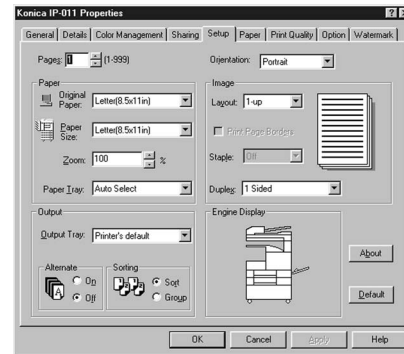 Konica IP-011 Properties
General Details Color Management Sharing Setup Paper Print Quality Option Watermark
Pages: 1 (1-999)
Orientation: Portrait
Paper
Original Paper: Letter(8.5x11in)
Paper Size: Letter(8.5x11in)
Zoom: 100 %
Paper Tray: Auto Select
Image
Layout: 1-up
Print Page Borders
Staple: Off
Duplex: 1 Sided
Output
Output Tray: Printer's default
Alternate
On
Off
Sorting
Sort
Group
Engine Display
About
Default
OK Cancel Apply Help